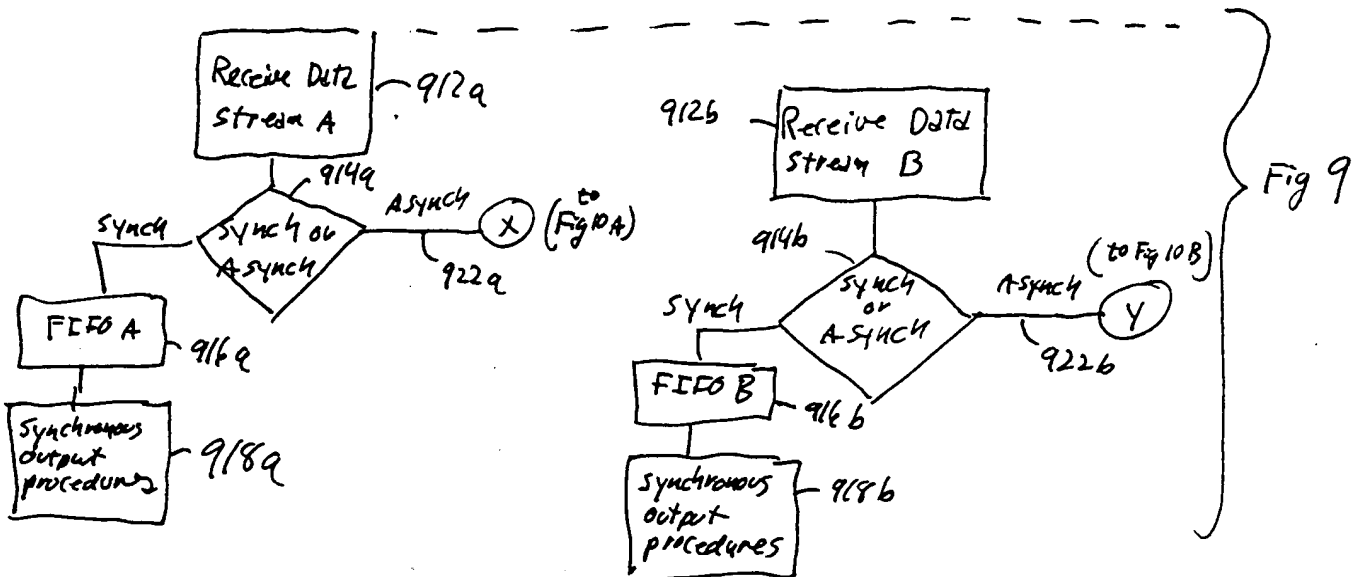 Receive Data
stream A
912a
914a
Synch or
Asynch
Synch
Asynch
X
(to
Fig 10A)
922a
FIFO A
916a
Synchronous
output
procedures
918a
912b
Receive Data
stream B
914b
Synch
or
Asynch
Synch
Asynch
(to Fig 10B)
Y
922b
FIFO B
916b
Synchronous
output
procedures
918b
Fig 9